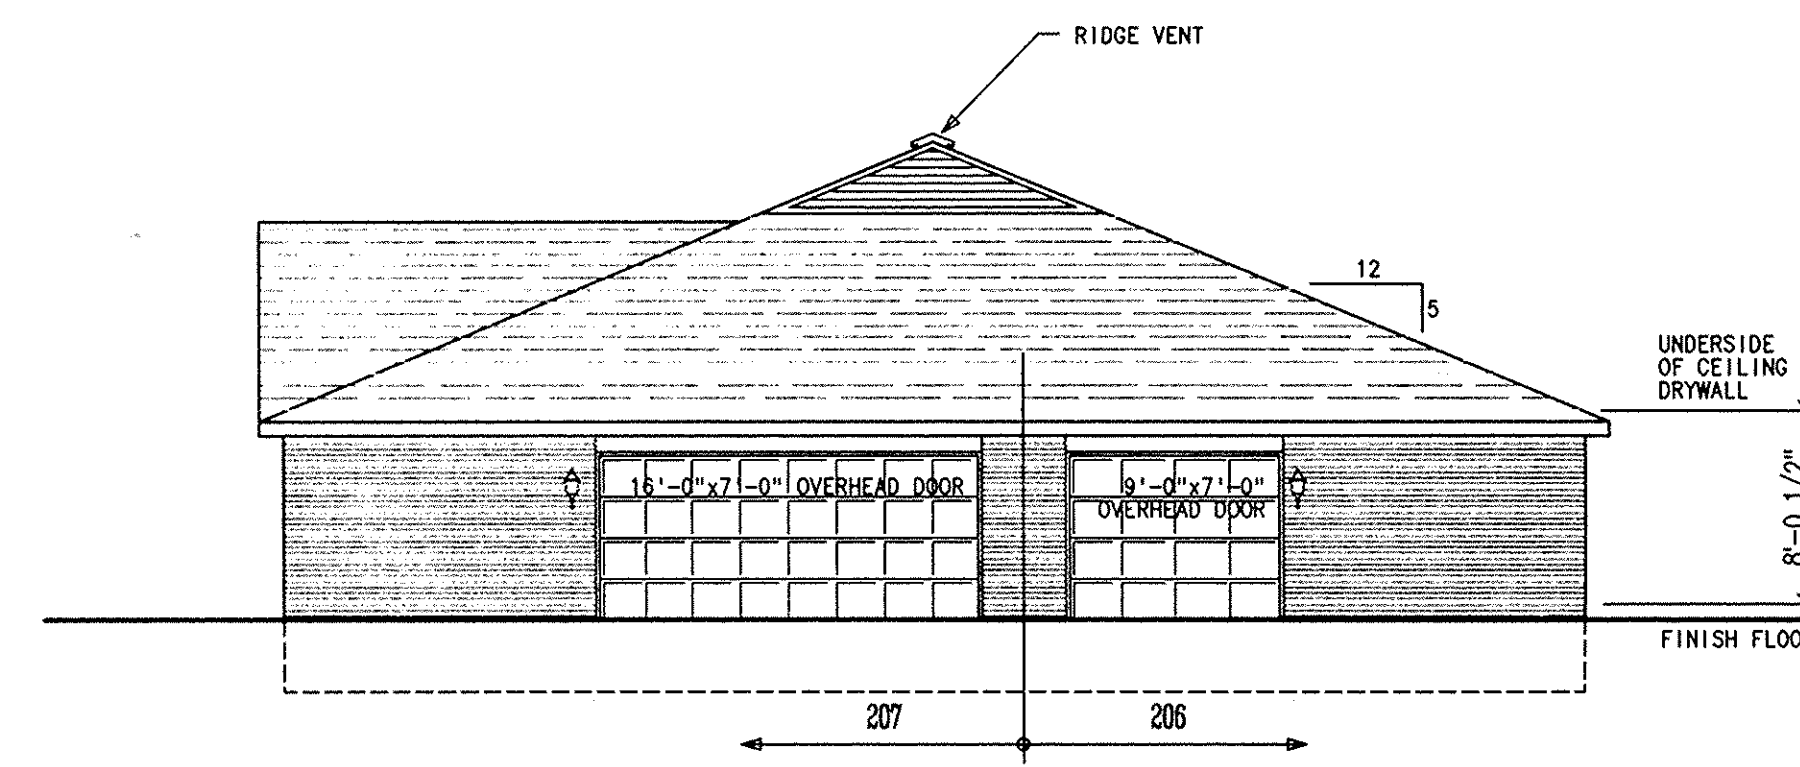 RIDGE VENT
12
5
UNDERSIDE
OF CEILING
DRYWALL
16'-0"x7'-0" OVERHEAD DOOR
9'-0"x7'-0"
OVERHEAD DOOR
8'-0 1/2"
FINISH FLOO
207
206